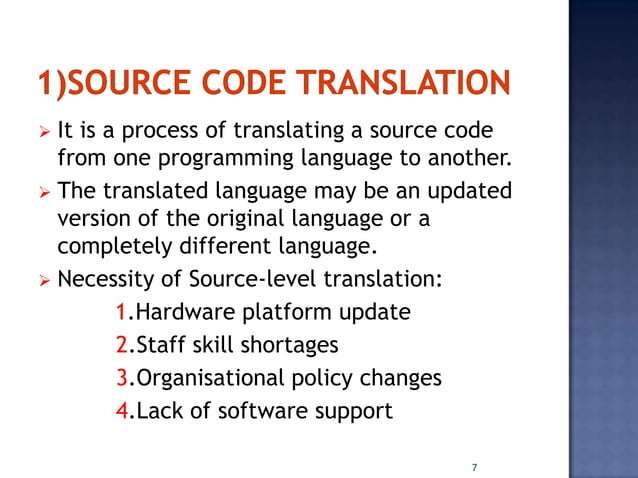 1)SOURCE CODE TRANSLATION
It is a process of translating a source code
from one programming language to another.
The translated language may be an updated
version of the original language or a
completely different language.
Necessity of Source-level translation:
1.Hardware platform update
2.Staff skill shortages
3.Organisational policy changes
4.Lack of software support
7